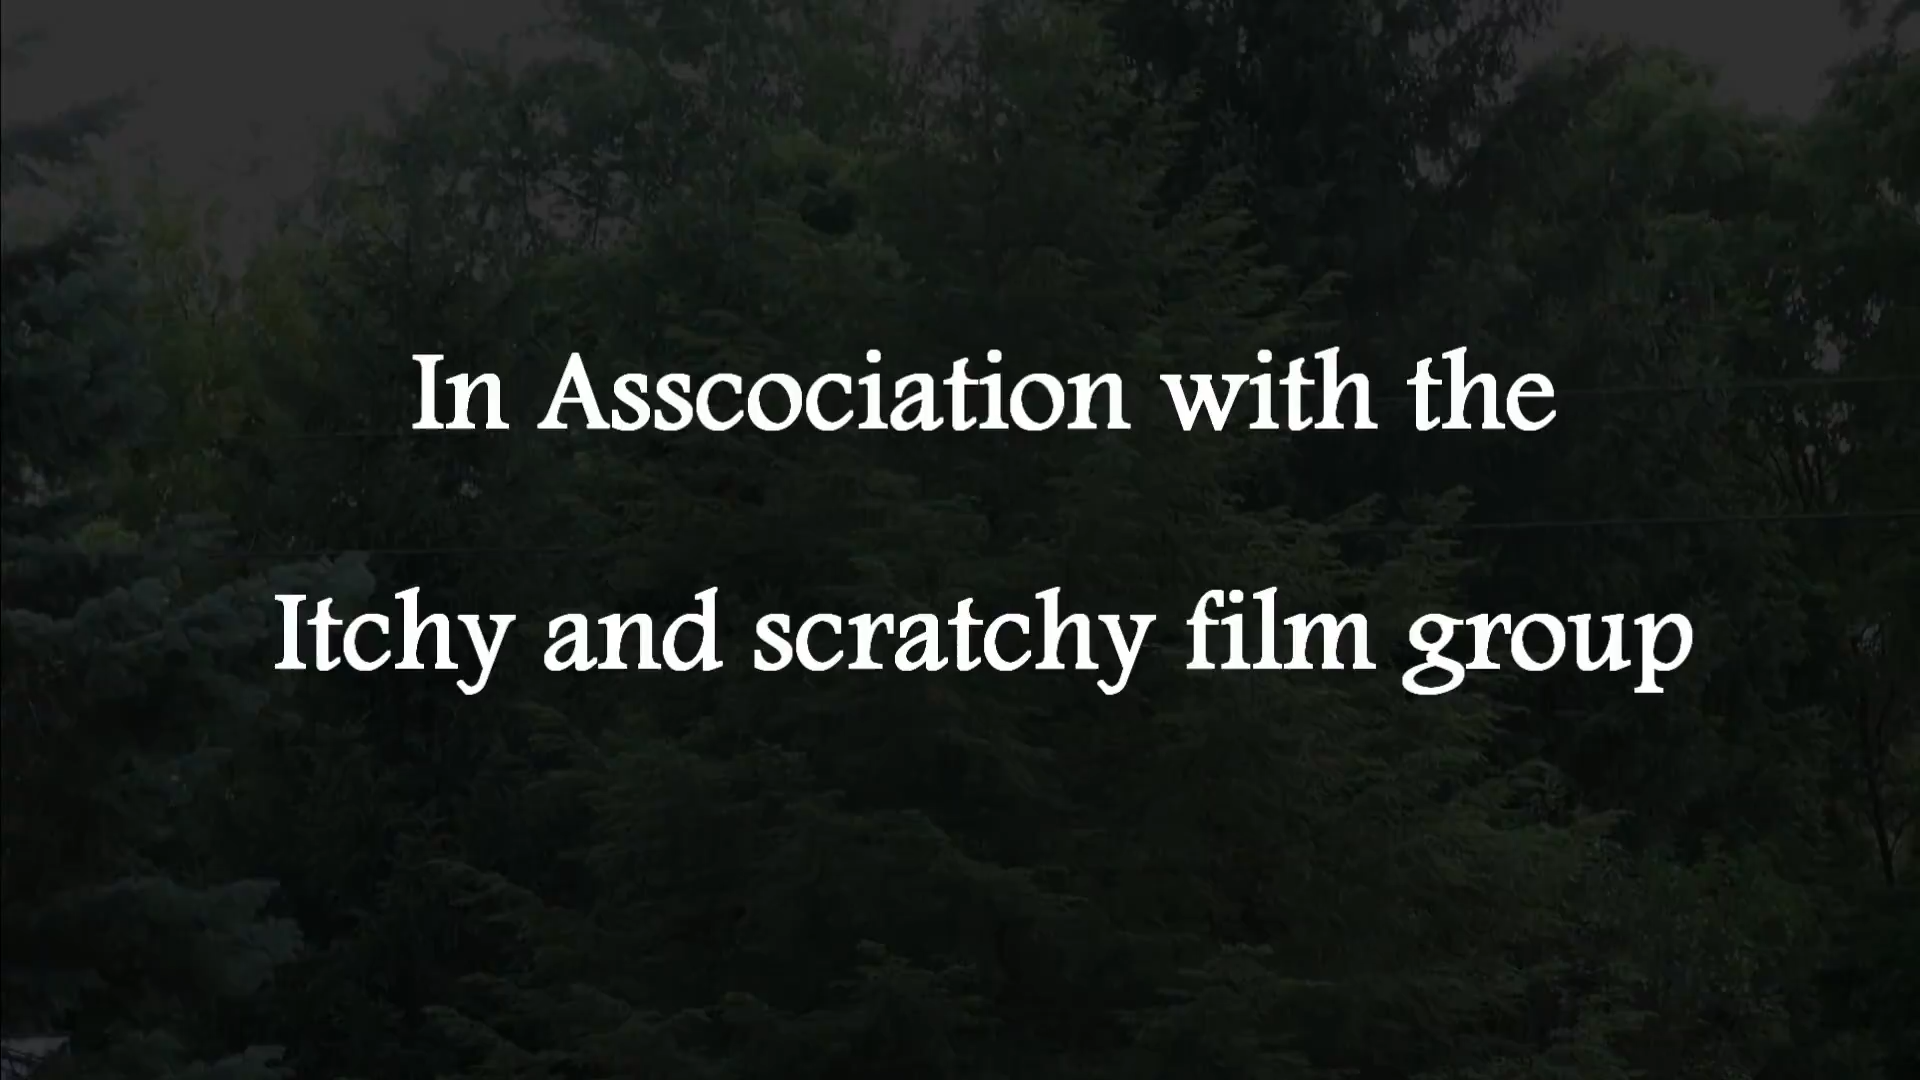 In Asscociation with the
Itchy and scratchy film group